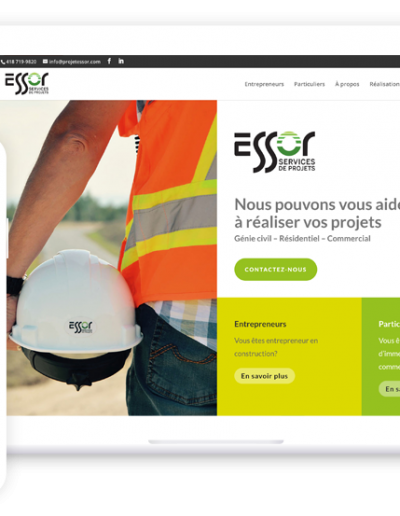 418 719-9820 info@projetessor.com
ESSOR
SERVICES
DE PROJETS
Entrepreneurs Particuliers À propos Réalisation
ESSOR
SERVICES
DE PROJETS
Nous pouvons vous aide
à réaliser vos projets
Génie civil – Résidentiel – Commercial
CONTACTEZ-NOUS
ESSOR
Entrepreneurs
Vous êtes entrepreneur en
construction?
En savoir plus
Partic
Vous ê
d'imme
comme
En sa